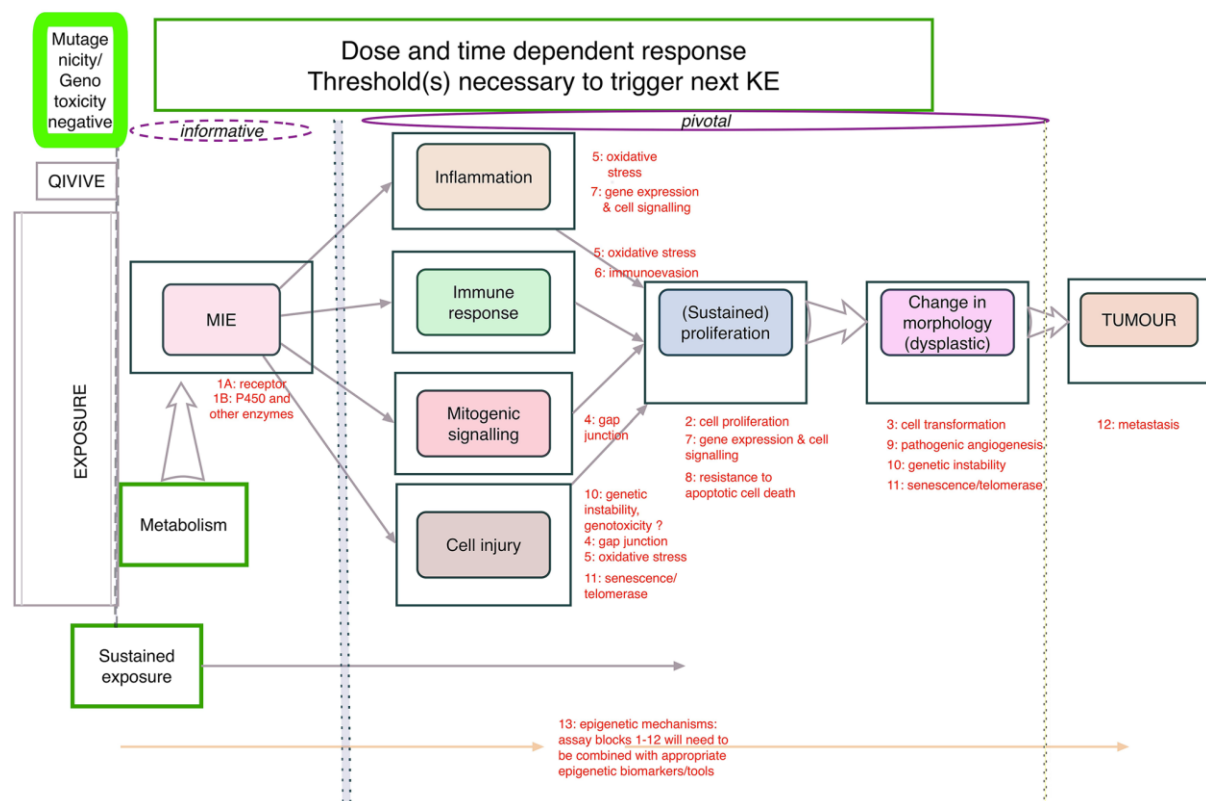 Mutage
nicity/
Geno
toxicity
negative
Dose and time dependent response
Threshold(s) necessary to trigger next KE
informative
pivotal
QIVIVE
EXPOSURE
MIE
1A: receptor
1B: P450 and
other enzymes
Metabolism
Sustained
exposure
Inflammation
5: oxidative
stress
7: gene expression
& cell signalling
Immune
response
5: oxidative stress
6: immunoevasion
Mitogenic
signalling
4: gap
junction
Cell injury
10: genetic
instability,
genotoxicity ?
4: gap junction
5: oxidative stress
11: senescence/
telomerase
(Sustained)
proliferation
2: cell proliferation
7: gene expression & cell
signalling
8: resistance to
apoptotic cell death
Change in
morphology
(dysplastic)
3: cell transformation
9: pathogenic angiogenesis
10: genetic instability
11: senescence/telomerase
TUMOUR
12: metastasis
13: epigenetic mechanisms:
assay blocks 1-12 will need to
be combined with appropriate
epigenetic biomarkers/tools